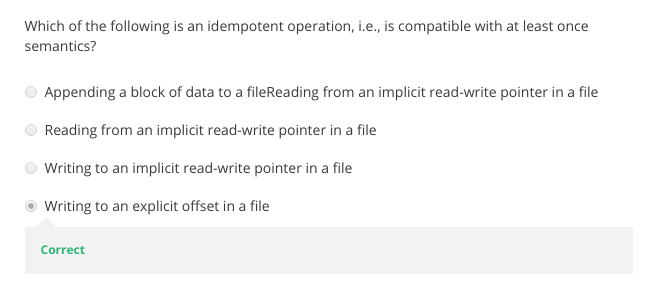 Which of the following is an idempotent operation, i.e., is compatible with at least once
semantics?
Appending a block of data to a fileReading from an implicit read-write pointer in a file
Reading from an implicit read-write pointer in a file
Writing to an implicit read-write pointer in a file
Writing to an explicit offset in a file
Correct